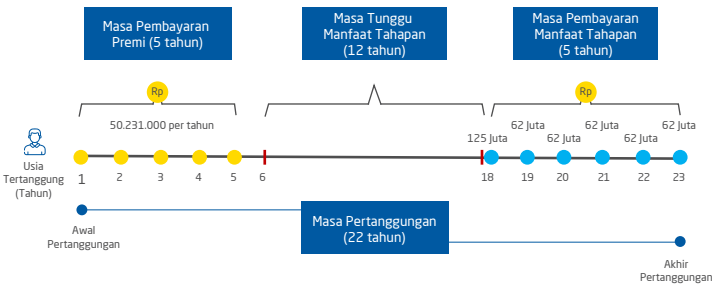 Masa Pembayaran
Premi (5 tahun)
Masa Tunggu
Manfaat Tahapan
(12 tahun)
Masa Pembayaran
Manfaat Tahapan
(5 tahun)
Rp
Rp
50.231.000 per tahun
125 Juta
62 Juta
62 Juta
62 Juta
62 Juta
62 Juta
Usia
Tertanggung
(Tahun)
1
2
3
4
5
6
18
19
20
21
22
23
Awal
Pertanggungan
Masa Pertanggungan
(22 tahun)
Akhir
Pertanggungan